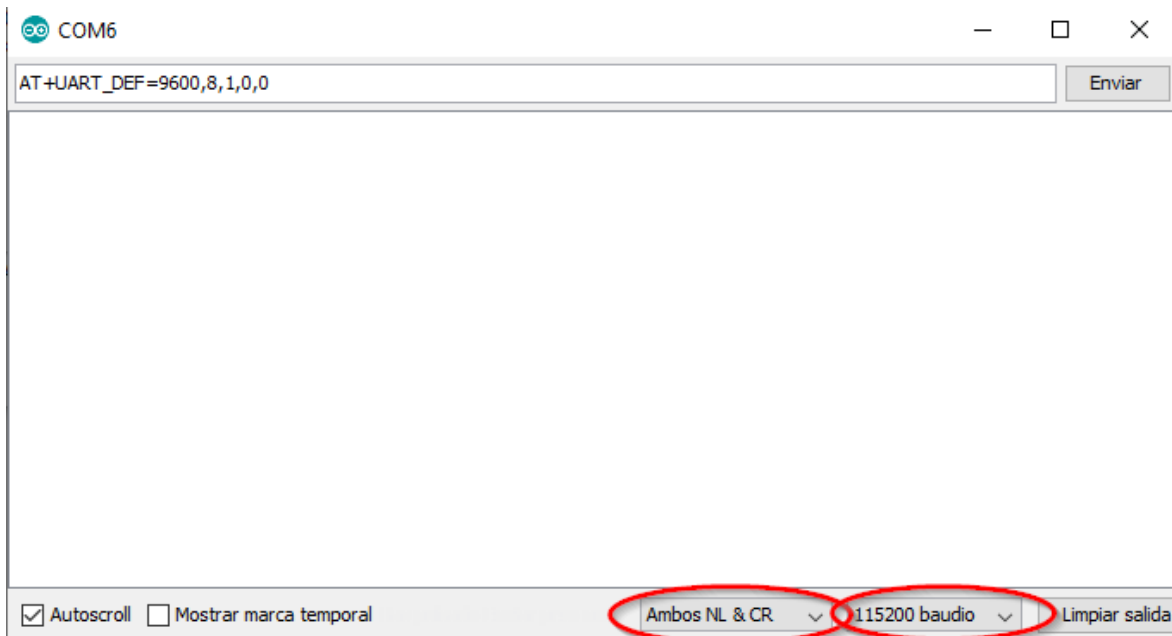 COM6
AT+UART_DEF=9600,8,1,0,0
Enviar
Autoscroll Mostrar marca temporal Ambos NL & CR 115200 baudio Limpiar salida